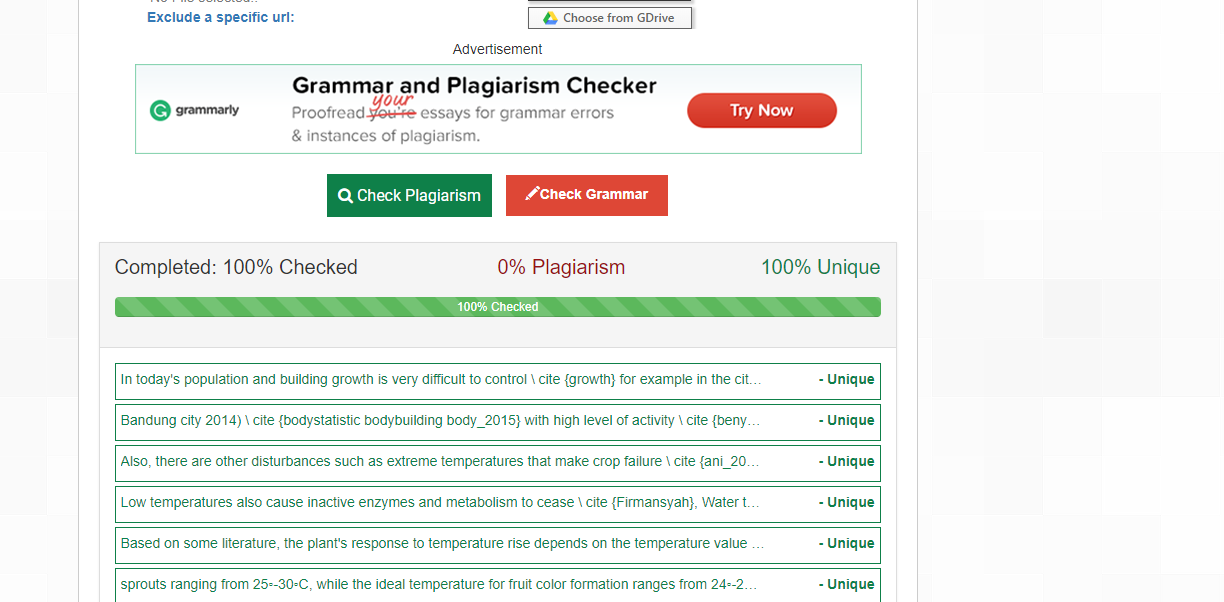 Exclude a specific url:
Choose from GDrive
Advertisement
grammarly
Grammar and Plagiarism Checker
your
Proofread you're essays for grammar errors
& instances of plagiarism.
Try Now
Check Plagiarism
Check Grammar
Completed: 100% Checked
0% Plagiarism
100% Unique
100% Checked
In today's population and building growth is very difficult to control \ cite {growth} for example in the cit…
- Unique
Bandung city 2014) \ cite {bodystatistic bodybuilding body_2015} with high level of activity \ cite {beny…
- Unique
Also, there are other disturbances such as extreme temperatures that make crop failure \ cite {ani_20…
- Unique
Low temperatures also cause inactive enzymes and metabolism to cease \ cite {Firmansyah}, Water t…
- Unique
Based on some literature, the plant's response to temperature rise depends on the temperature value …
- Unique
sprouts ranging from 25◦-30◦C, while the ideal temperature for fruit color formation ranges from 24◦-2…
- Unique